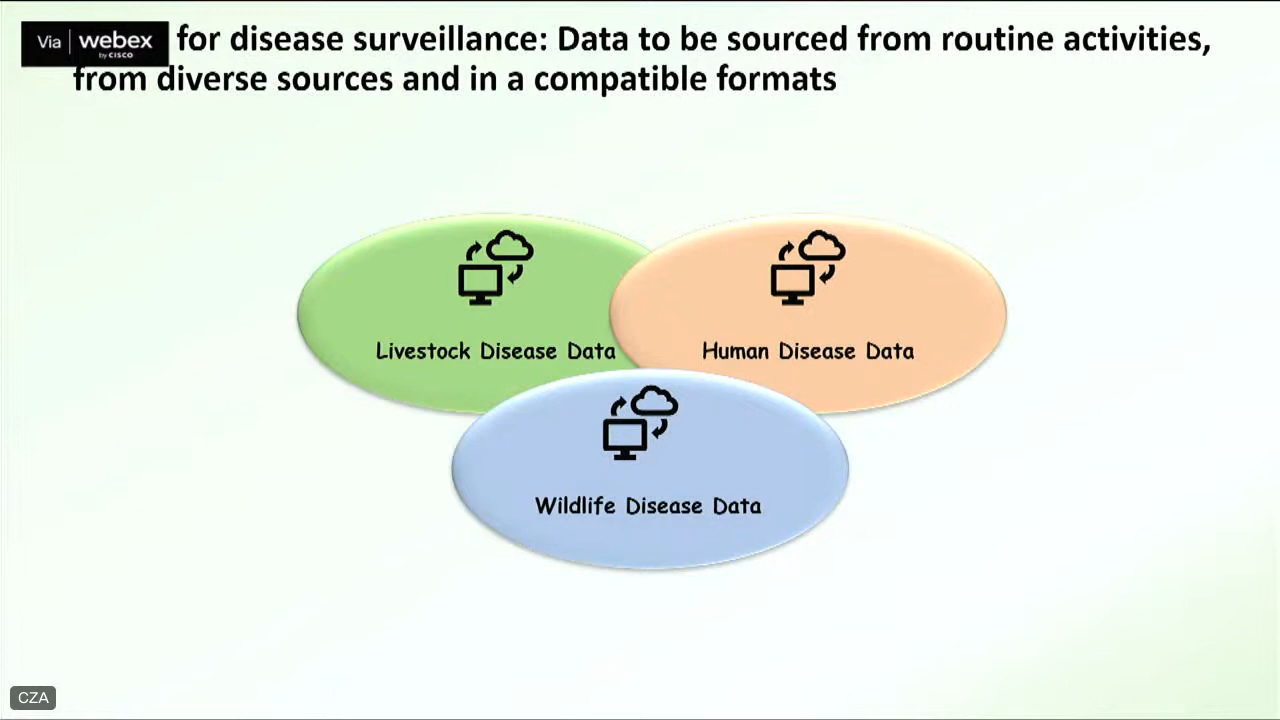 Via webex
by CISCO
for disease surveillance: Data to be sourced from routine activities,
from diverse sources and in a compatible formats
Livestock Disease Data
Human Disease Data
Wildlife Disease Data
CZA